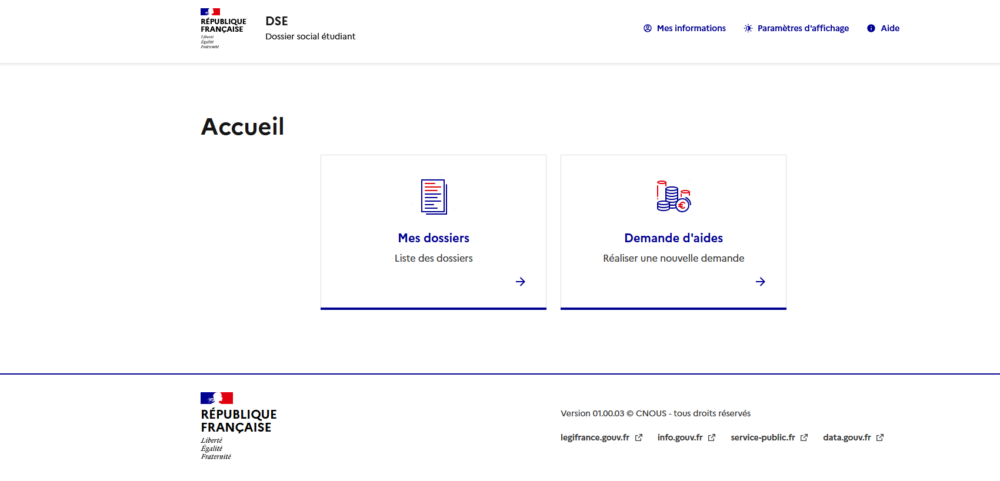 RÉPUBLIQUE
FRANÇAISE
Liberté
Égalité
Fraternité
DSE
Dossier social étudiant
Mes informations
Paramètres d'affichage
Aide
Accueil
Mes dossiers
Liste des dossiers
Demande d'aides
Réaliser une nouvelle demande
RÉPUBLIQUE
FRANÇAISE
Liberté
Égalité
Fraternité
Version 01.00.03 © CNOUS - tous droits réservés
legifrance.gouv.fr
info.gouv.fr
service-public.fr
data.gouv.fr